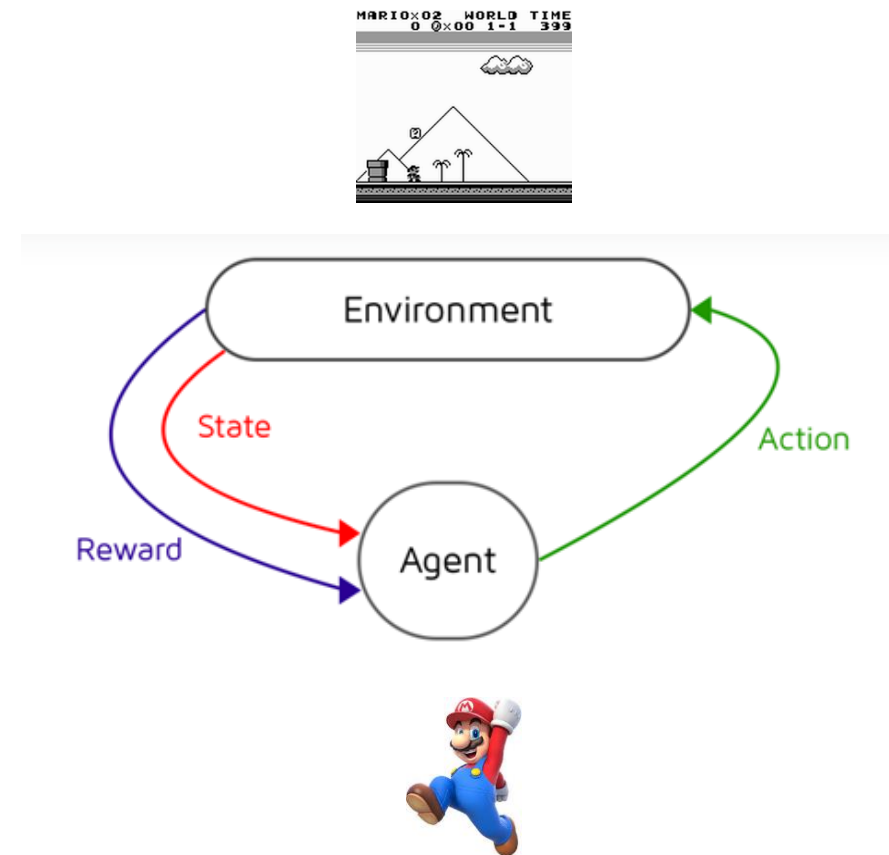 MARIO×02 WORLD TIME
0 ×00 1-1 399
?
Environment
State
Action
Reward
Agent
M